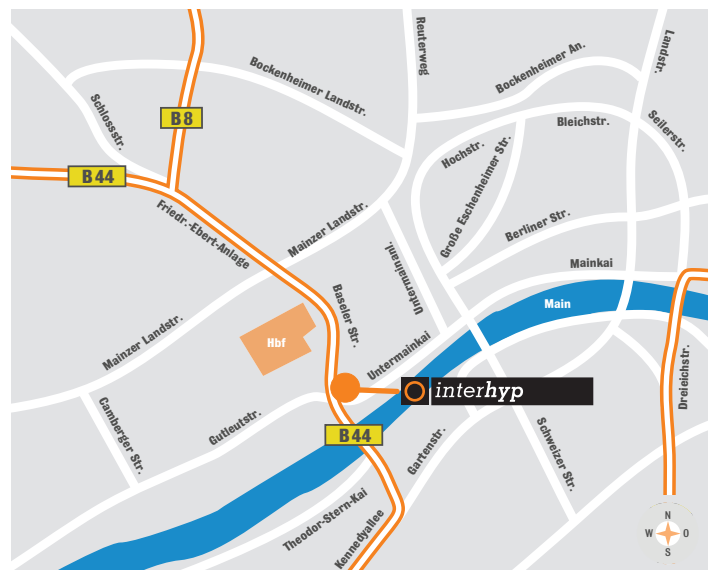 Reuterweg
Landstr.
Bockenheimer An.
Bockenheimer Landstr.
Schlossstr.
B8
Bleichstr.
Seilerstr.
Hochstr.
Große Eschenheimer Str.
B44
Friedr.-Ebert-Anlage
Mainzer Landstr.
Untermainanl.
Berliner Str.
Mainkai
Baseler Str.
Main
Mainzer Landstr.
Hbf
Untermainkai
Dreieichstr.
interhyp
Camberger Str.
Gutleutstr.
B44
Gartenstr.
Schweizer Str.
Theodor-Stern-Kai
Kennedyallee
N
W
O
S